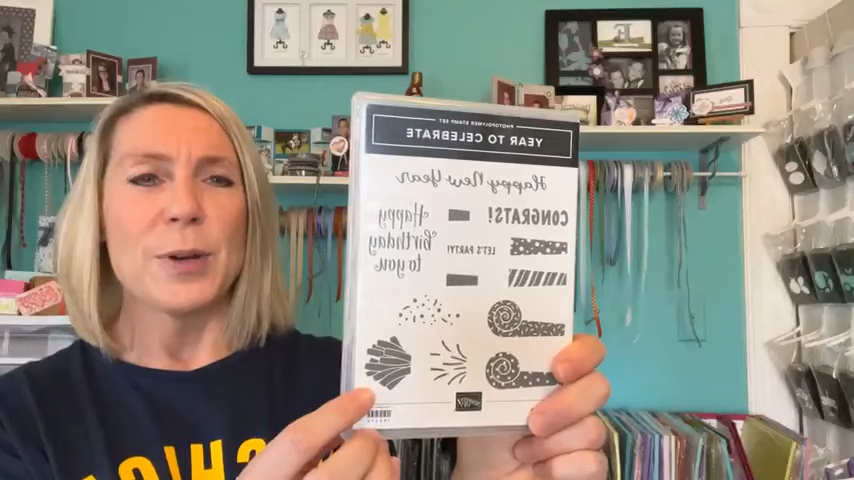 PHOTOPOLYMER STAMP SET
YEAR TO CELEBRATE
Happy New Year
CONGRATS!
Happy
Birthday
to you
LET'S PARTY!